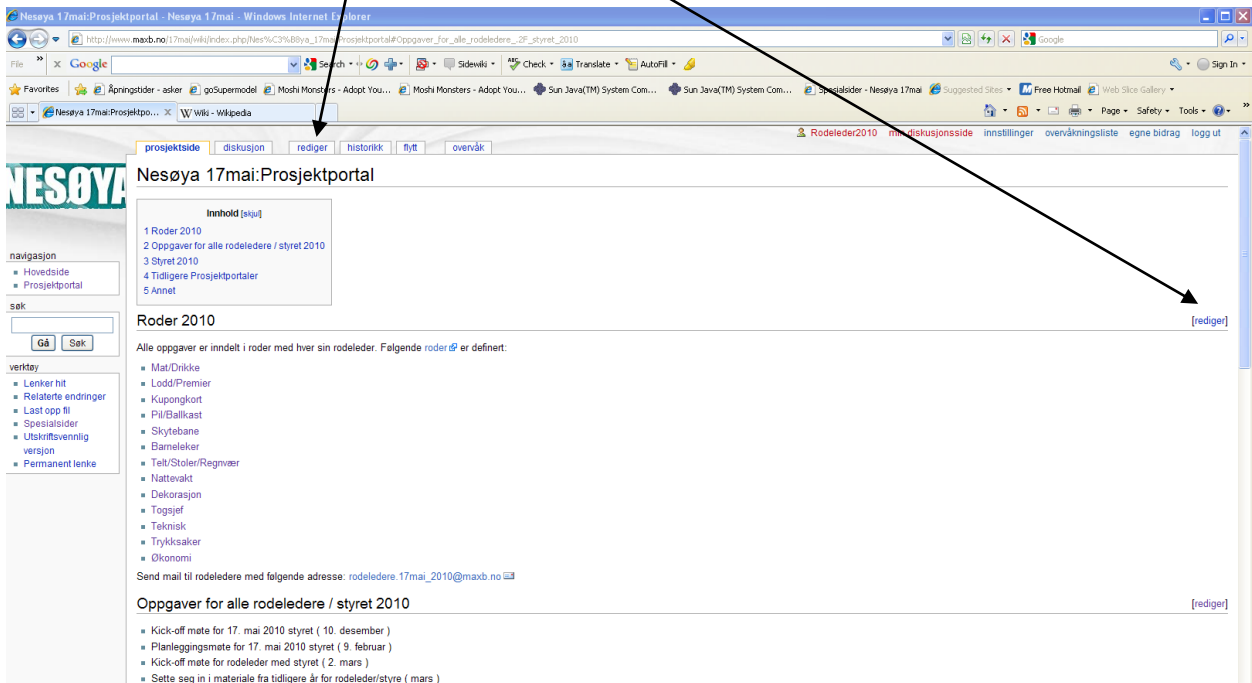 Nesøya 17mai:Prosjektportal - Nesøya 17mai - Windows Internet Explorer
http://www.maxb.no/17mai/wiki/index.php/Nes%C3%B8ya_17mai:Prosjektportal#Oppgaver_for_alle_rodeledere_.2F_styret_2010
Google
File » x Google Search Sidewiki Check Translate AutoFill Sign In
Favorites Åpningstider - asker goSupermodel Moshi Monsters - Adopt You... Moshi Monsters - Adopt You... Sun Java(TM) System Com... Sun Java(TM) System Com... Spesialsider - Nesøya 17mai Suggested Sites Free Hotmail Web Slice Gallery
Nesøya 17mai:Prosjektpo... X Wiki - Wikipedia Page Safety Tools »
Rodeleder2010 min diskusjonsside innstillinger overvåkningsliste egne bidrag logg ut
prosjektside diskusjon rediger historikk flytt overvåk
NESØYA
Nesøya 17mai:Prosjektportal
Innhold [skjul]
1 Roder 2010
2 Oppgaver for alle rodeledere / styret 2010
3 Styret 2010
4 Tidligere Prosjektportaler
5 Annet
navigasjon
Hovedside
Prosjektportal
søk
Gå Søk
verktøy
Lenker hit
Relaterte endringer
Last opp fil
Spesialsider
Utskriftsvennlig
versjon
Permanent lenke
Roder 2010 [rediger]
Alle oppgaver er inndelt i roder med hver sin rodeleder. Følgende roder er definert:
Mat/Drikke
Lodd/Premier
Kupongkort
Pil/Ballkast
Skytebane
Barneleker
Telt/Stoler/Regnvær
Nattevakt
Dekorasjon
Togsjef
Teknisk
Trykksaker
Økonomi
Send mail til rodeledere med følgende adresse: rodeledere.17mai_2010@maxb.no
Oppgaver for alle rodeledere / styret 2010 [rediger]
Kick-off møte for 17. mai 2010 styret ( 10. desember )
Planleggingsmøte for 17. mai 2010 styret ( 9. februar )
Kick-off møte for rodeleder med styret ( 2. mars )
Sette seg in i materiale fra tidligere år for rodeleder/styre ( mars )